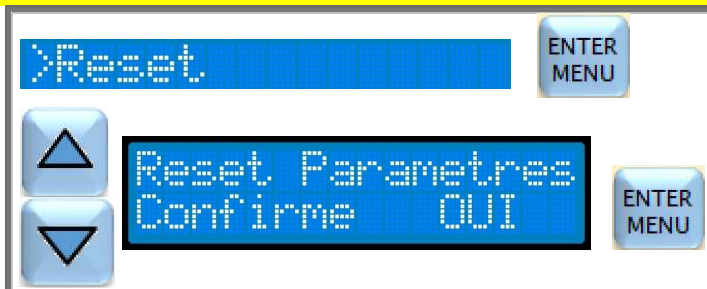 >Reset
ENTER
MENU
Reset Parametres
Confirme OUI
ENTER
MENU